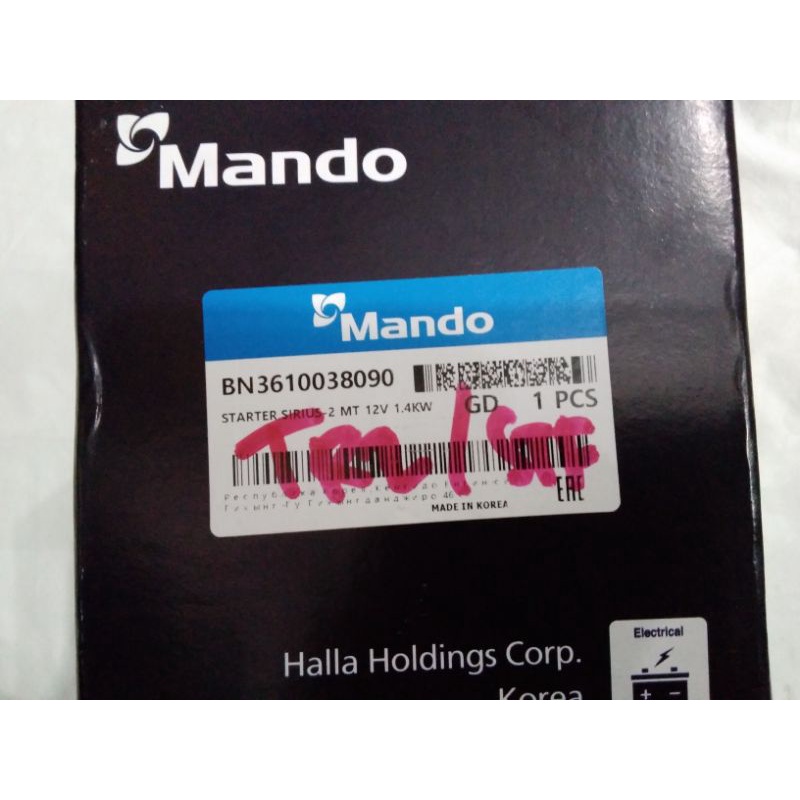 Mando
Mando
BN3610038090
STARTER SIRIUS-2 MT 12V 1.4KW GD 1 PCS
EAC
MADE IN KOREA
Halla Holdings Corp.
Korea
Electrical
+ −